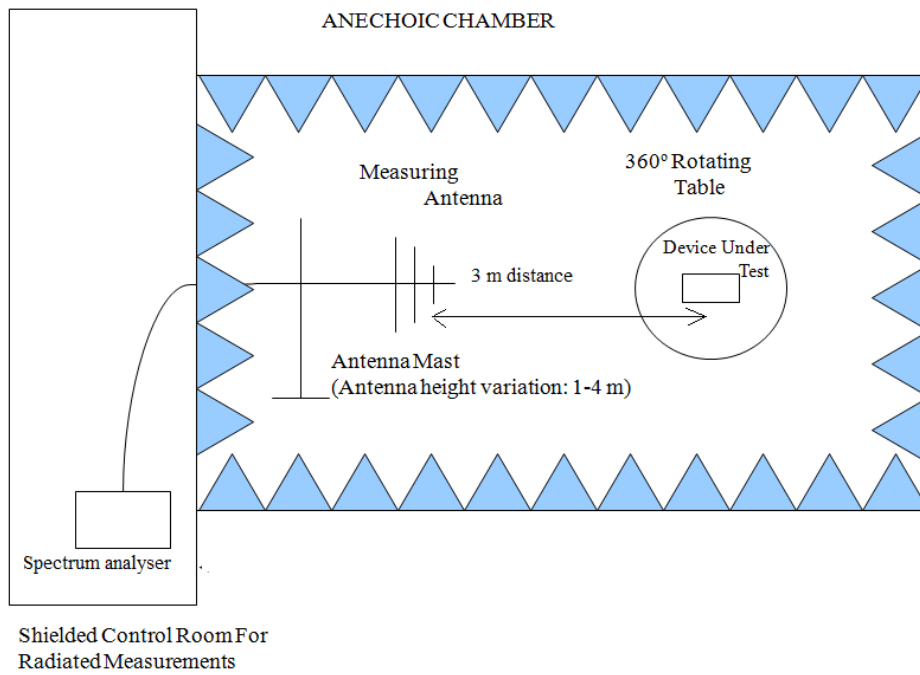 ANECHOIC CHAMBER
360° Rotating
Table
Measuring
Antenna
Device Under
Test
3 m distance
Antenna Mast
(Antenna height variation: 1-4 m)
Spectrum analyser
Shielded Control Room For
Radiated Measurements